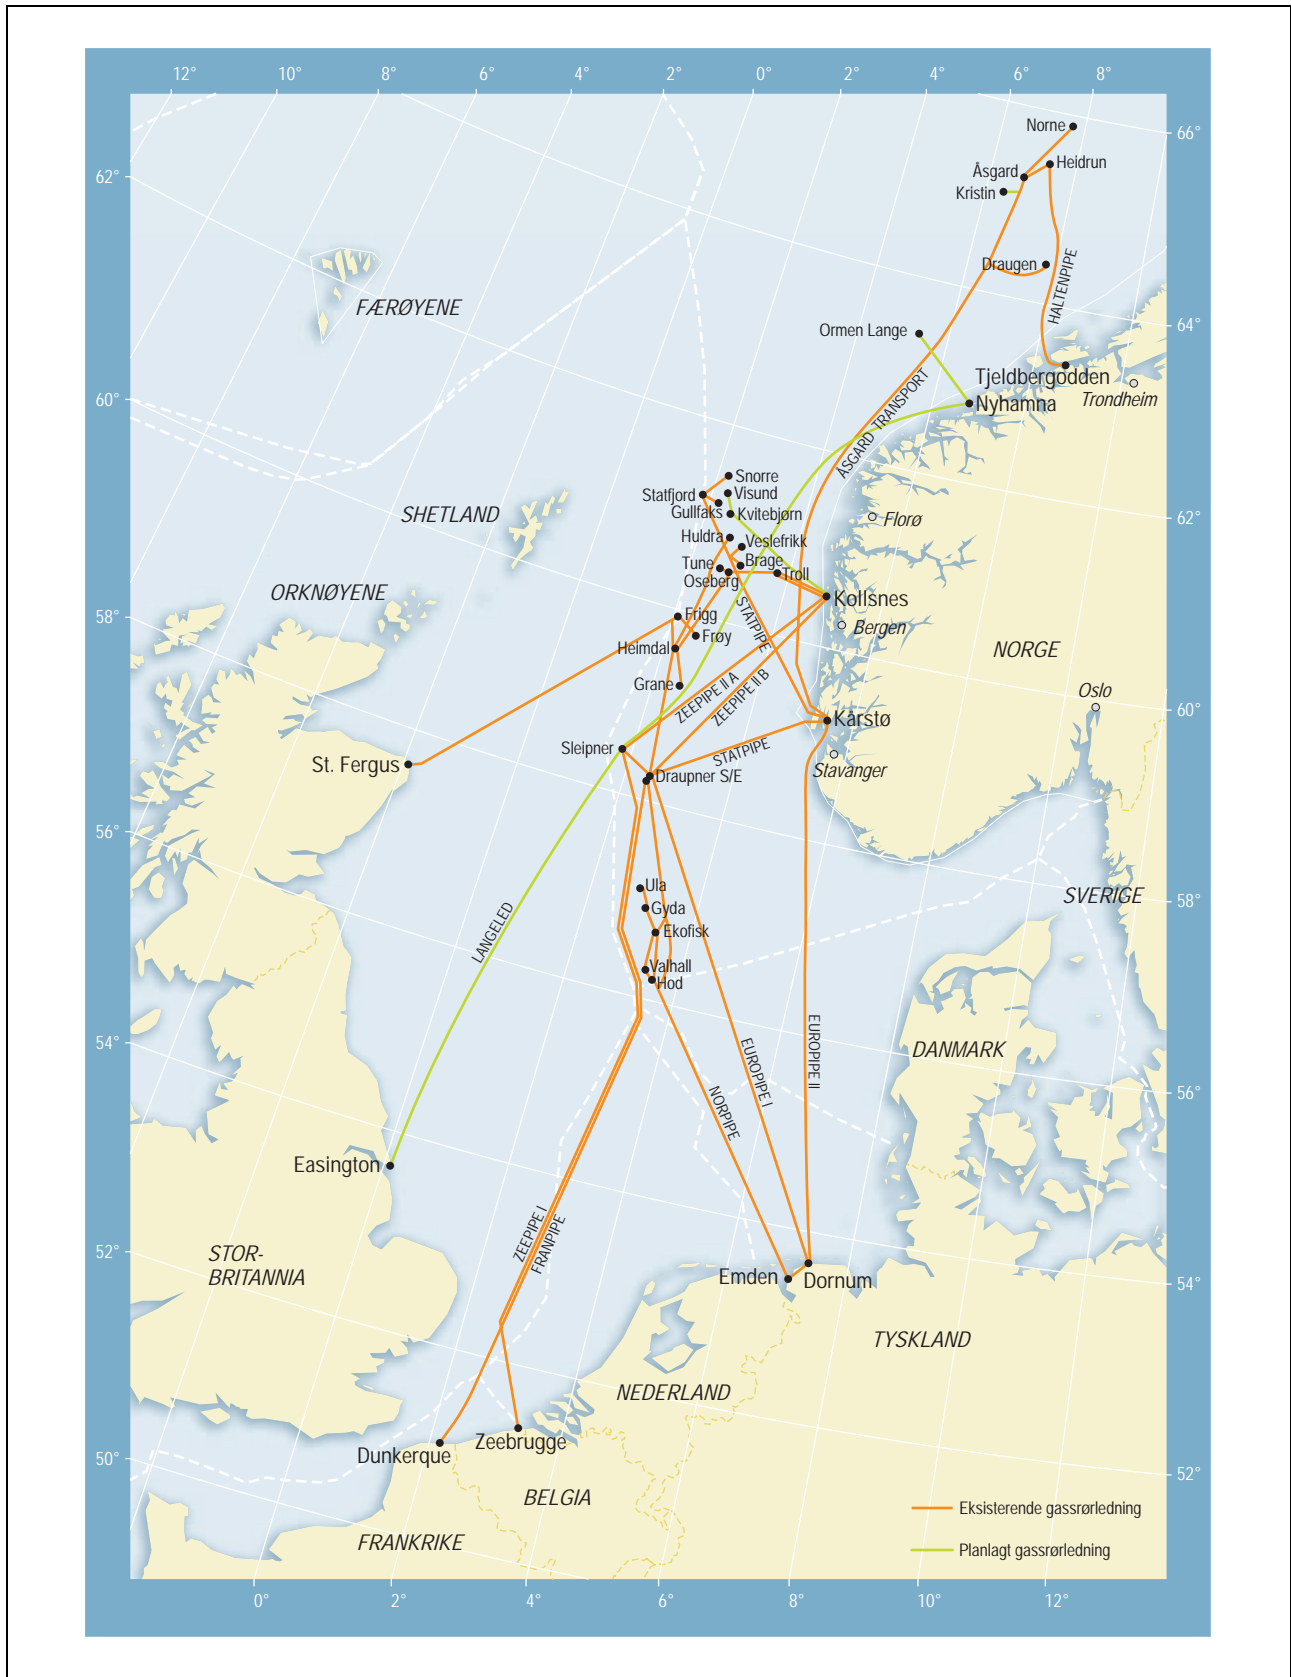 12°
10°
8°
6°
4°
2°
0°
2°
4°
6°
8°
66°
62°
64°
60°
62°
58°
60°
56°
58°
54°
56°
52°
54°
50°
52°
Norne
Åsgard
Heidrun
Kristin
Draugen
HALTENPIPE
FÆRØYENE
Ormen Lange
Tjeldbergodden
Trondheim
Nyhamna
ÅSGARD TRANSPORT
Snorre
Statfjord
Visund
Gullfaks
Kvitebjørn
SHETLAND
Florø
Huldra
Veslefrikk
Tune
Brage
Oseberg
Troll
ORKNØYENE
STATPIPE
Kollsnes
Frigg
Bergen
Frøy
Heimdal
NORGE
Grane
ZEEPIPE II A
ZEEPIPE II B
Oslo
Kårstø
Sleipner
STATPIPE
St. Fergus
Draupner S/E
Stavanger
Ula
SVERIGE
Gyda
LANGELED
Ekofisk
Valhall
Hod
DANMARK
EUROPIPE II
EUROPIPE I
NORPIPE
Easington
ZEEPIPE I
FRANPIPE
STOR-
BRITANNIA
Emden
Dornum
TYSKLAND
NEDERLAND
Zeebrugge
Dunkerque
BELGIA
FRANKRIKE
Eksisterende gassrørledning
Planlagt gassrørledning
0°
2°
4°
6°
8°
10°
12°